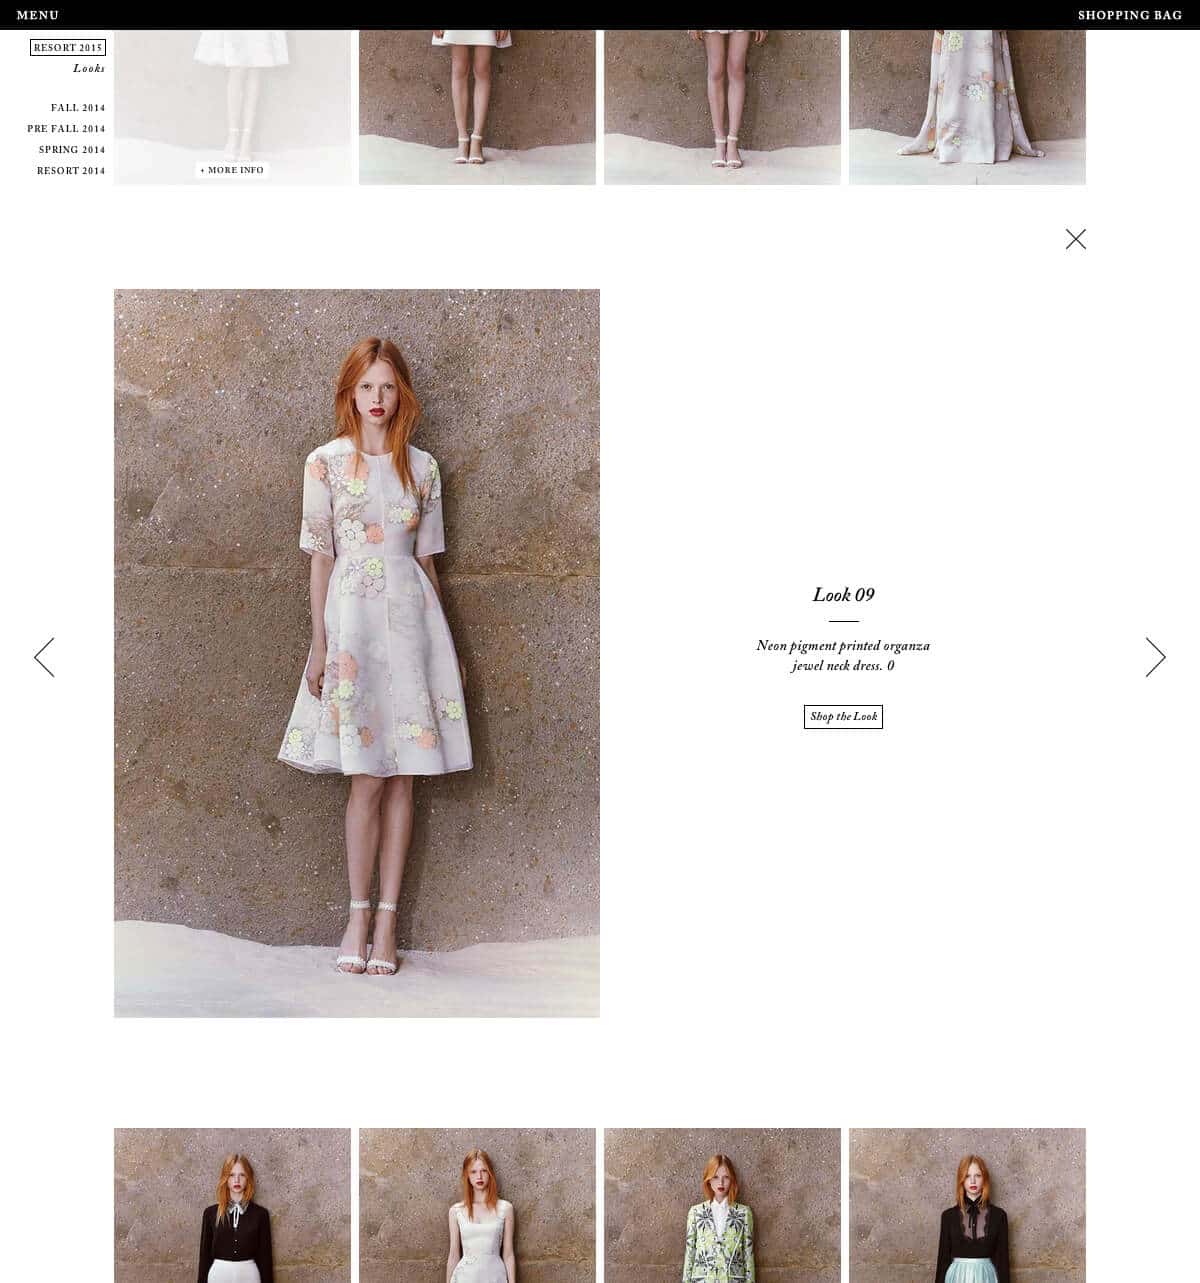 MENU
SHOPPING BAG
RESORT 2015
Looks
FALL 2014
PRE FALL 2014
SPRING 2014
RESORT 2014
+ MORE INFO
Look 09
Neon pigment printed organza
jewel neck dress. 0
Shop the Look